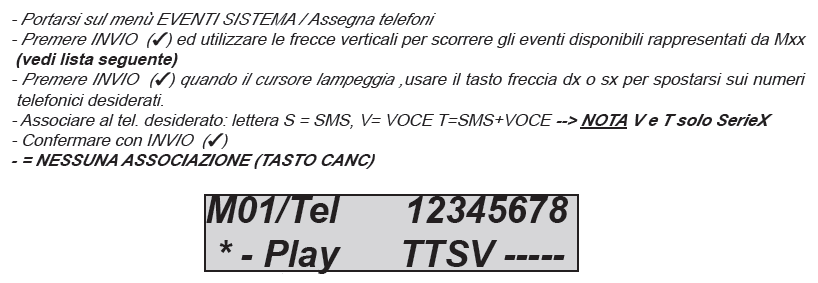 - Portarsi sul menù EVENTI SISTEMA / Assegna telefoni
- Premere INVIO (✓) ed utilizzare le frecce verticali per scorrere gli eventi disponibili rappresentati da Mxx
(vedi lista seguente)
- Premere INVIO (✓) quando il cursore lampeggia ,usare il tasto freccia dx o sx per spostarsi sui numeri
telefonici desiderati.
- Associare al tel. desiderato: lettera S = SMS, V= VOCE T=SMS+VOCE --> NOTA V e T solo SerieX
- Confermare con INVIO (✓)
- = NESSUNA ASSOCIAZIONE (TASTO CANC)
M01/Tel 12345678
* - Play TTSV -----